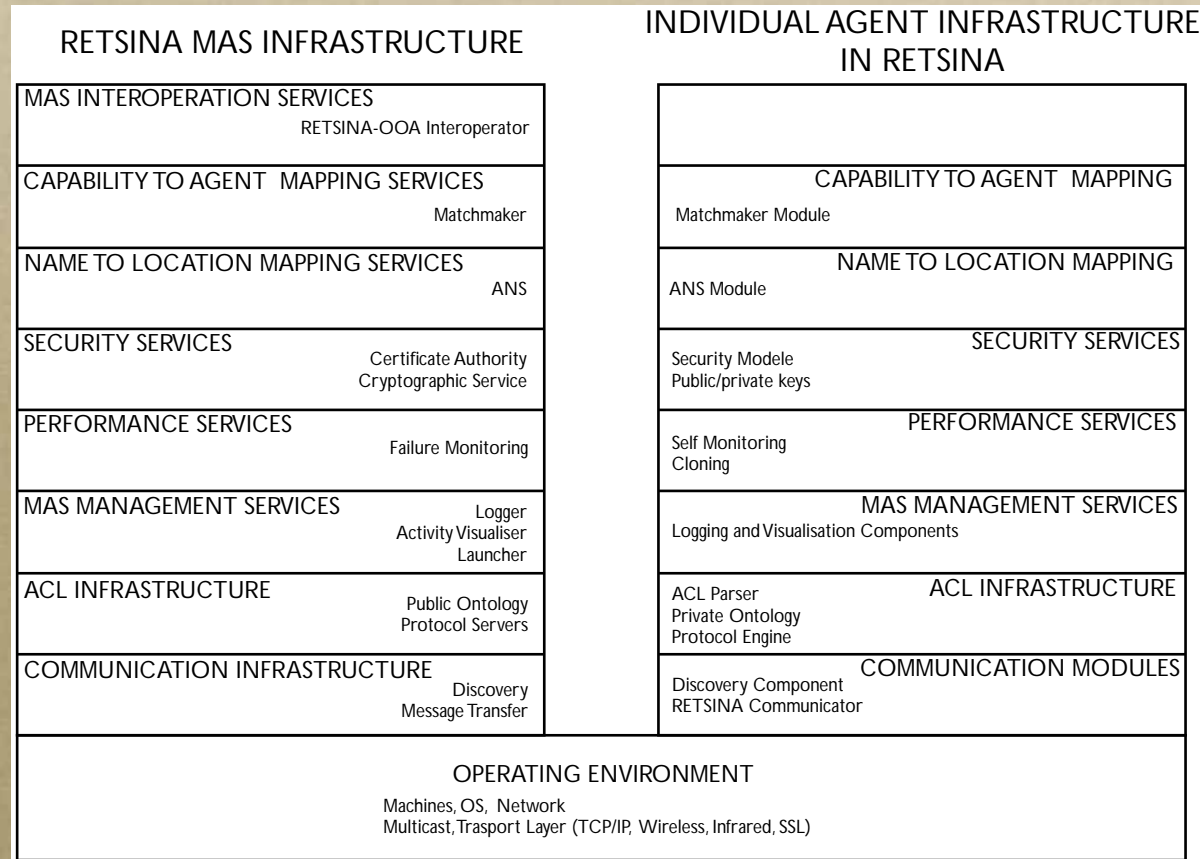 RETSINA MAS INFRASTRUCTURE
MAS INTEROPERATION SERVICES
RETSINA-OOA Interoperator
CAPABILITY TO AGENT MAPPING SERVICES
Matchmaker
NAME TO LOCATION MAPPING SERVICES
ANS
SECURITY SERVICES
Certificate Authority
Cryptographic Service
PERFORMANCE SERVICES
Failure Monitoring
MAS MANAGEMENT SERVICES
Logger
Activity Visualiser
Launcher
ACL INFRASTRUCTURE
Public Ontology
Protocol Servers
COMMUNICATION INFRASTRUCTURE
Discovery
Message Transfer
INDIVIDUAL AGENT INFRASTRUCTURE
IN RETSINA
CAPABILITY TO AGENT MAPPING
Matchmaker Module
NAME TO LOCATION MAPPING
ANS Module
SECURITY SERVICES
Security Modele
Public/private keys
PERFORMANCE SERVICES
Self Monitoring
Cloning
MAS MANAGEMENT SERVICES
Logging and Visualisation Components
ACL INFRASTRUCTURE
ACL Parser
Private Ontology
Protocol Engine
COMMUNICATION MODULES
Discovery Component
RETSINA Communicator
OPERATING ENVIRONMENT
Machines, OS, Network
Multicast, Trasport Layer (TCP/IP, Wireless, Infrared, SSL)